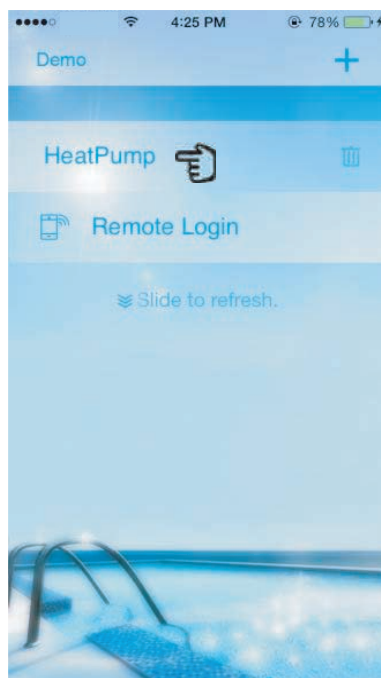 4:25 PM 78%
Demo +
HeatPump
Remote Login
Slide to refresh.